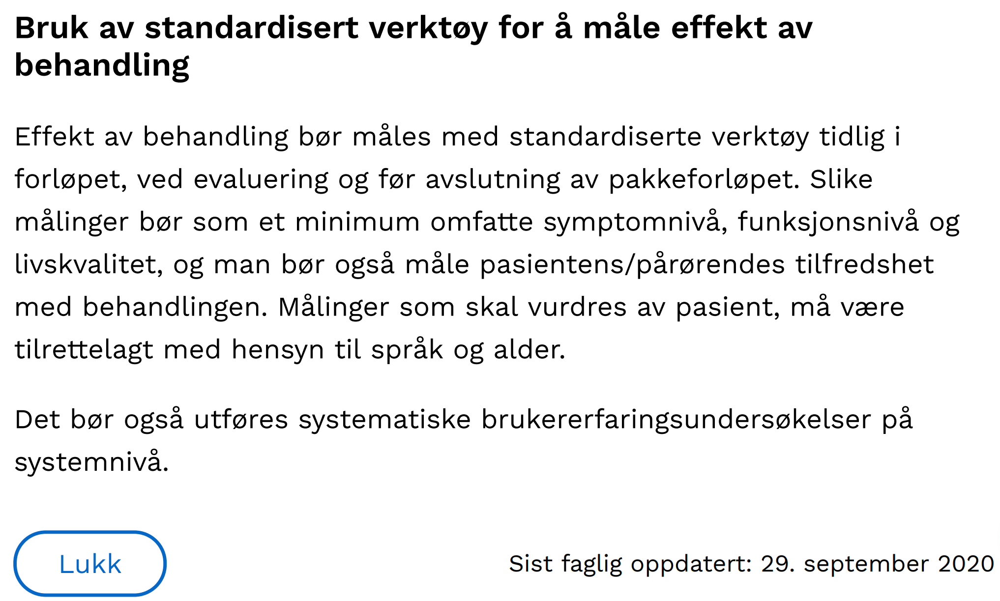 Bruk av standardisert verktøy for å måle effekt av
behandling
Effekt av behandling bør måles med standardiserte verktøy tidlig i
forløpet, ved evaluering og før avslutning av pakkeforløpet. Slike
målinger bør som et minimum omfatte symptomnivå, funksjonsnivå og
livskvalitet, og man bør også måle pasientens/pårørendes tilfredshet
med behandlingen. Målinger som skal vurdres av pasient, må være
tilrettelagt med hensyn til språk og alder.
Det bør også utføres systematiske brukererfaringsundersøkelser på
systemnivå.
Lukk
Sist faglig oppdatert: 29. september 2020